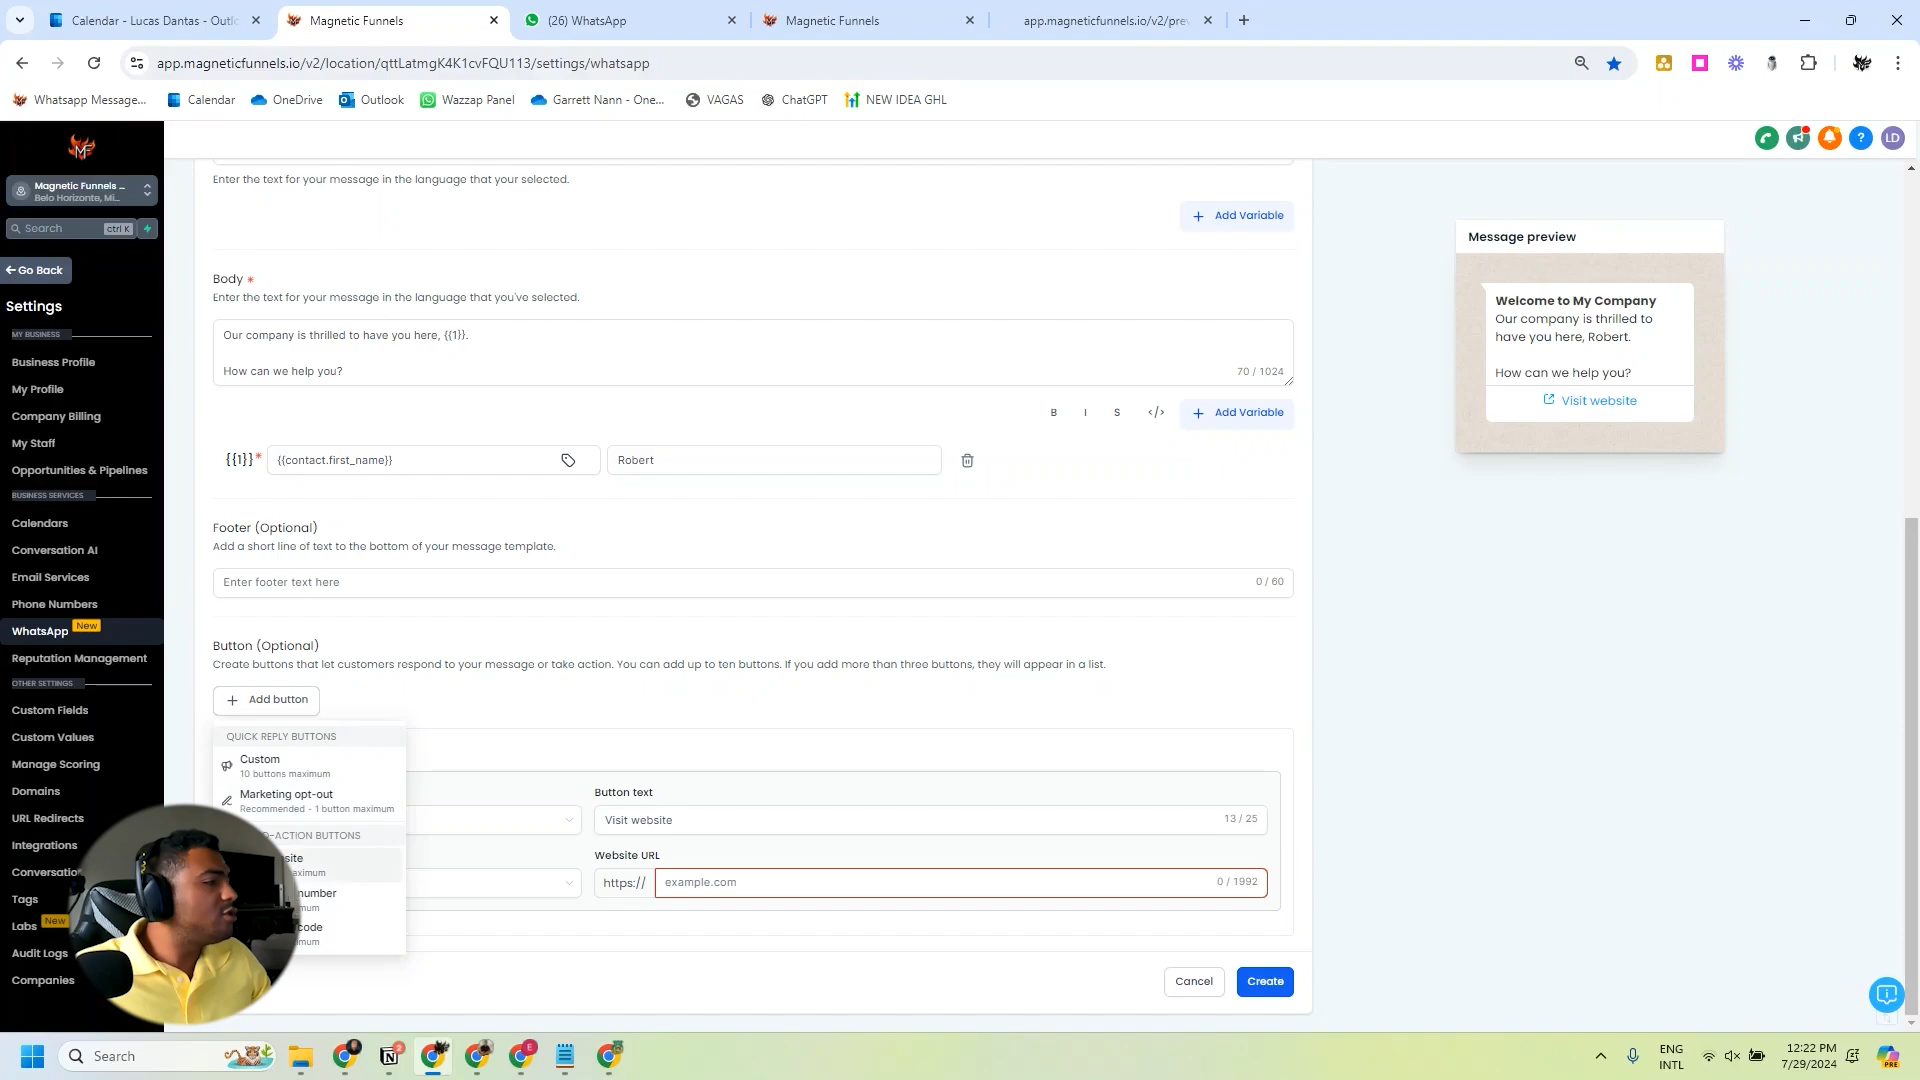 Calendar - Lucas Dantas - Outlo
Magnetic Funnels
(26) WhatsApp
Magnetic Funnels
app.magneticfunnels.io/v2/prev
app.magneticfunnels.io/v2/location/qttLatmgK4K1cvFQU113/settings/whatsapp
Whatsapp Message...
Calendar
OneDrive
Outlook
Wazzap Panel
Garrett Nann - One...
VAGAS
ChatGPT
NEW IDEA GHL
MF
Magnetic Funnels ...
Belo Horizonte, Mi...
Search
ctrl K
Go Back
Settings
MY BUSINESS
Business Profile
My Profile
Company Billing
My Staff
Opportunities & Pipelines
BUSINESS SERVICES
Calendars
Conversation AI
Email Services
Phone Numbers
WhatsApp New
Reputation Management
OTHER SETTINGS
Custom Fields
Custom Values
Manage Scoring
Domains
URL Redirects
Integrations
Conversatio
Tags
Labs New
Audit Logs
Companies
LD
Enter the text for your message in the language that your selected.
+ Add Variable
Body *
Enter the text for your message in the language that you've selected.
Our company is thrilled to have you here, {{1}}.
How can we help you?
70 / 1024
B I S </>
+ Add Variable
{{1}}*
{{contact.first_name}}
Robert
Footer (Optional)
Add a short line of text to the bottom of your message template.
Enter footer text here
0 / 60
Button (Optional)
Create buttons that let customers respond to your message or take action. You can add up to ten buttons. If you add more than three buttons, they will appear in a list.
+ Add button
QUICK REPLY BUTTONS
Custom
10 buttons maximum
Marketing opt-out
Recommended - 1 button maximum
O-ACTION BUTTONS
site
aximum
number
mum
code
imum
Button text
Visit website
13 / 25
Website URL
https://
example.com
0 / 1992
Cancel
Create
Message preview
Welcome to My Company
Our company is thrilled to
have you here, Robert.
How can we help you?
Visit website
Search
2
E
ENG
INTL
12:22 PM
7/29/2024
PRE